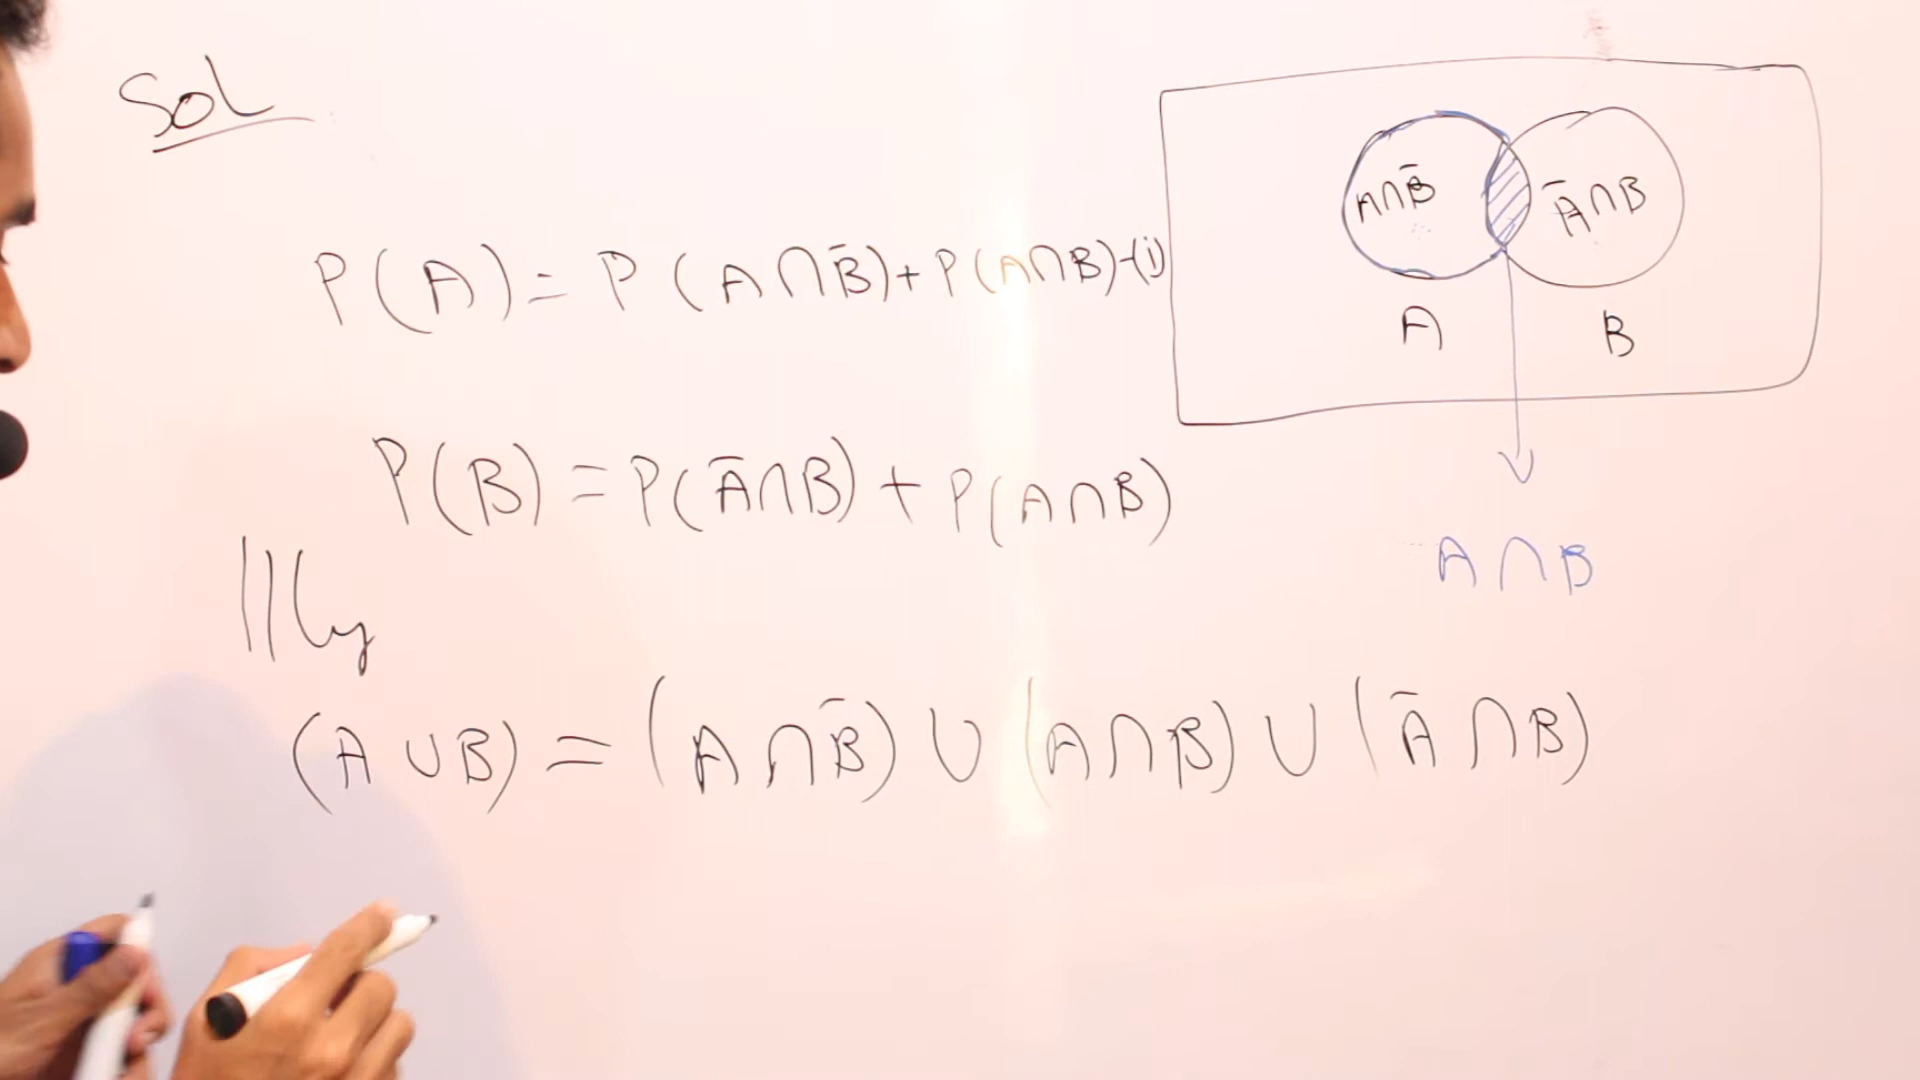 Sol
P(A) = P(A∩B̅) + P(A∩B) -(i)
P(B) = P(A̅∩B) + P(A∩B)
||ly
(A∪B) = (A∩B̅) ∪ (A∩B) ∪ (A̅∩B)
A∩B̅
A̅∩B
A
B
A∩B